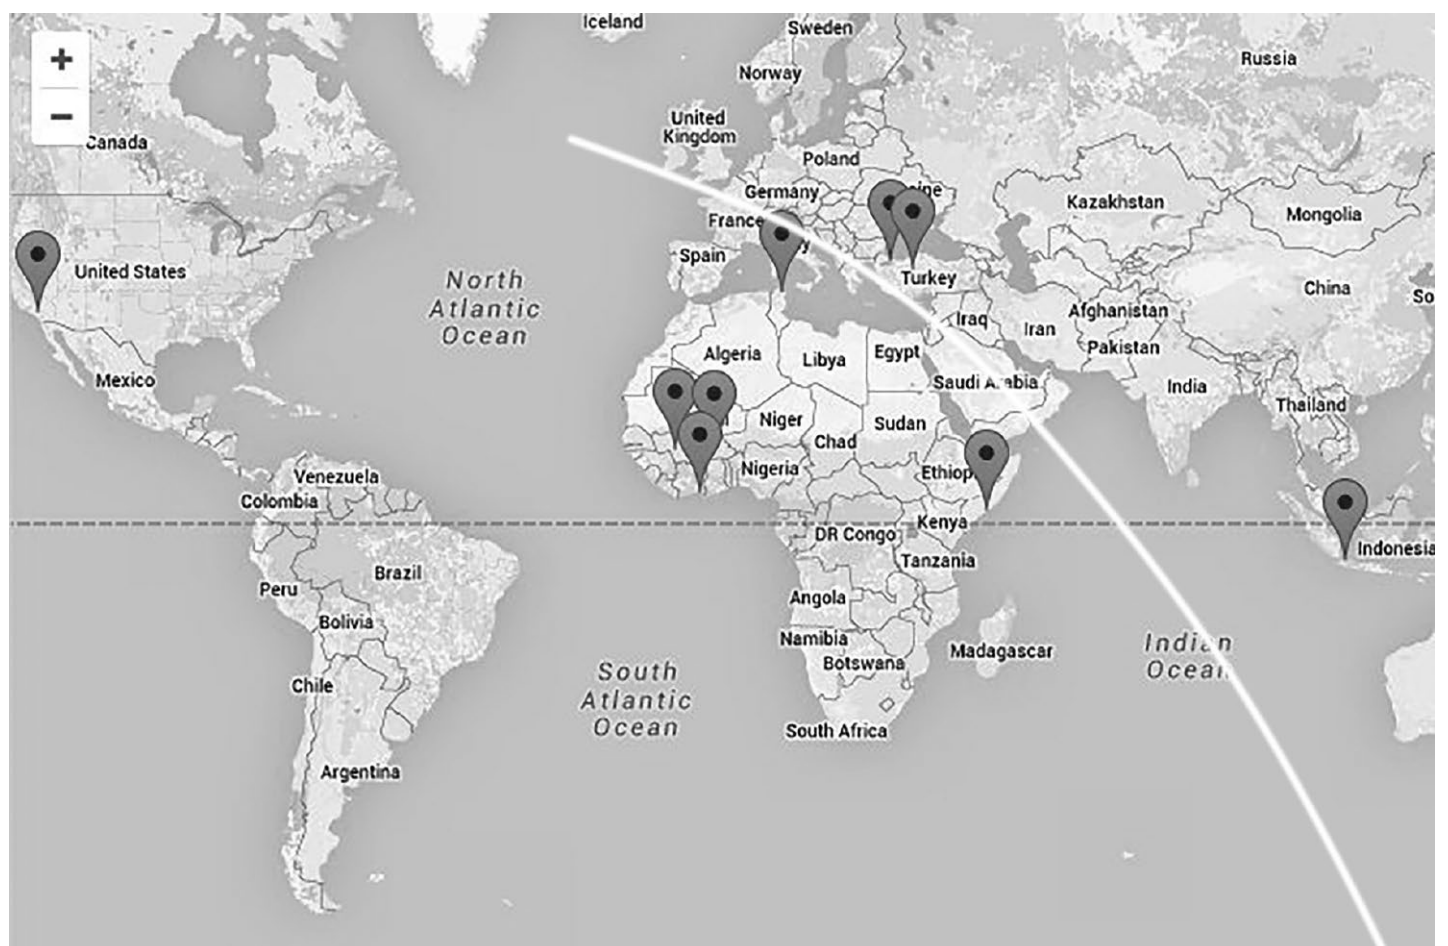 Iceland
Sweden
Russia
+
Norway
−
United
Kingdom
Canada
Poland
Germany
Kazakhstan
Mongolia
France
Spain
United States
Turkey
China
North
Atlantic
Ocean
Afghanistan
Iraq
Iran
Pakistan
Algeria
Libya
Egypt
Mexico
Saudi Arabia
India
Thailand
Niger
Sudan
Chad
Venezuela
Nigeria
Colombia
Kenya
DR Congo
Indonesia
Tanzania
Peru
Brazil
Angola
Bolivia
Namibia
Indian
Ocean
Madagascar
Botswana
South
Atlantic
Ocean
Chile
South Africa
Argentina